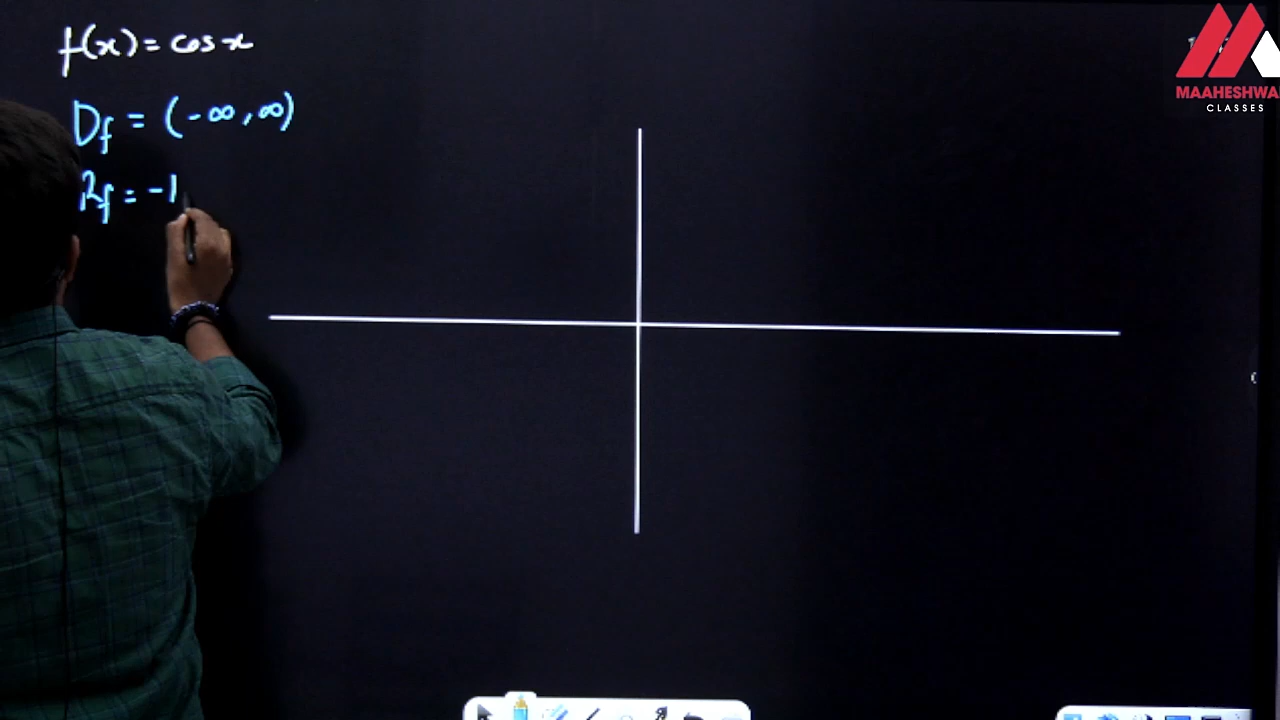 f(x) = cos x
Df = (-∞, ∞)
Rf = -1
MAAHESHWA
CLASSES